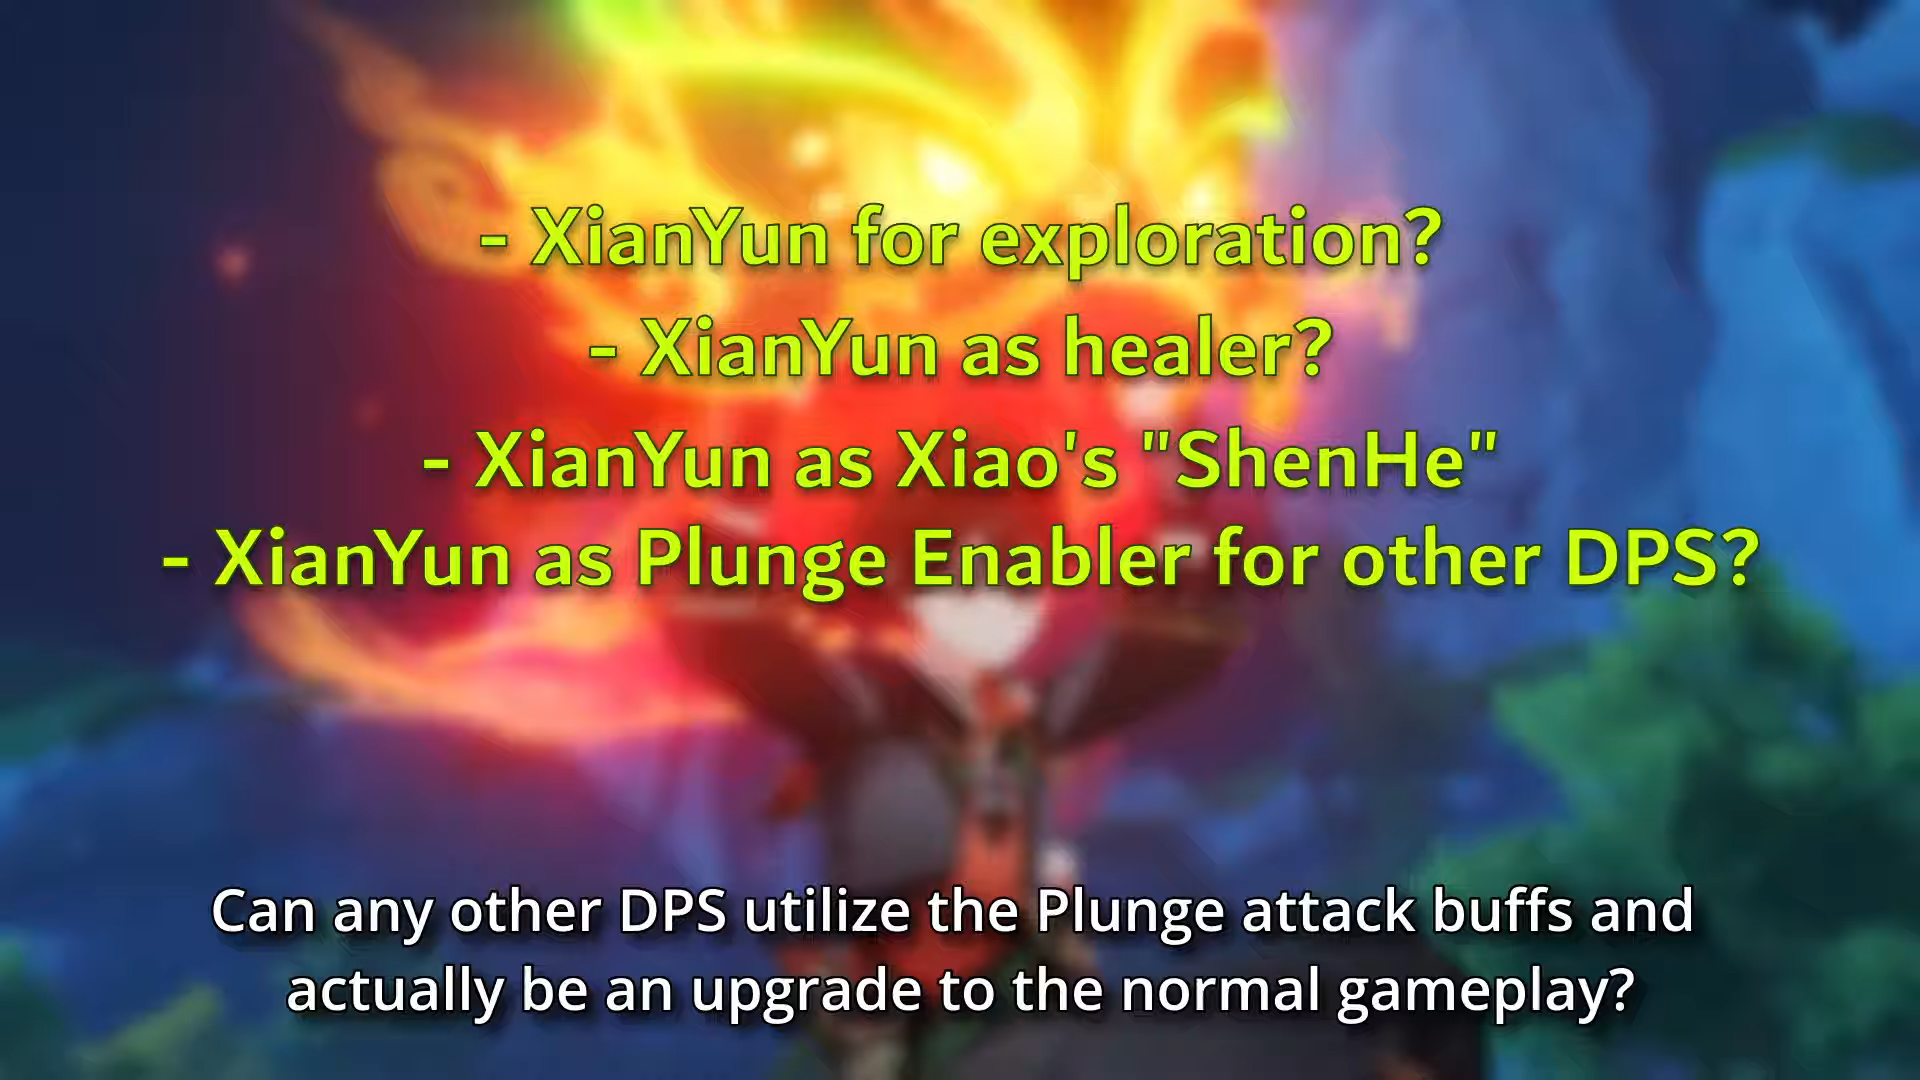 - XianYun for exploration?
- XianYun as healer?
- XianYun as Xiao's "ShenHe"
- XianYun as Plunge Enabler for other DPS?
Can any other DPS utilize the Plunge attack buffs and
actually be an upgrade to the normal gameplay?